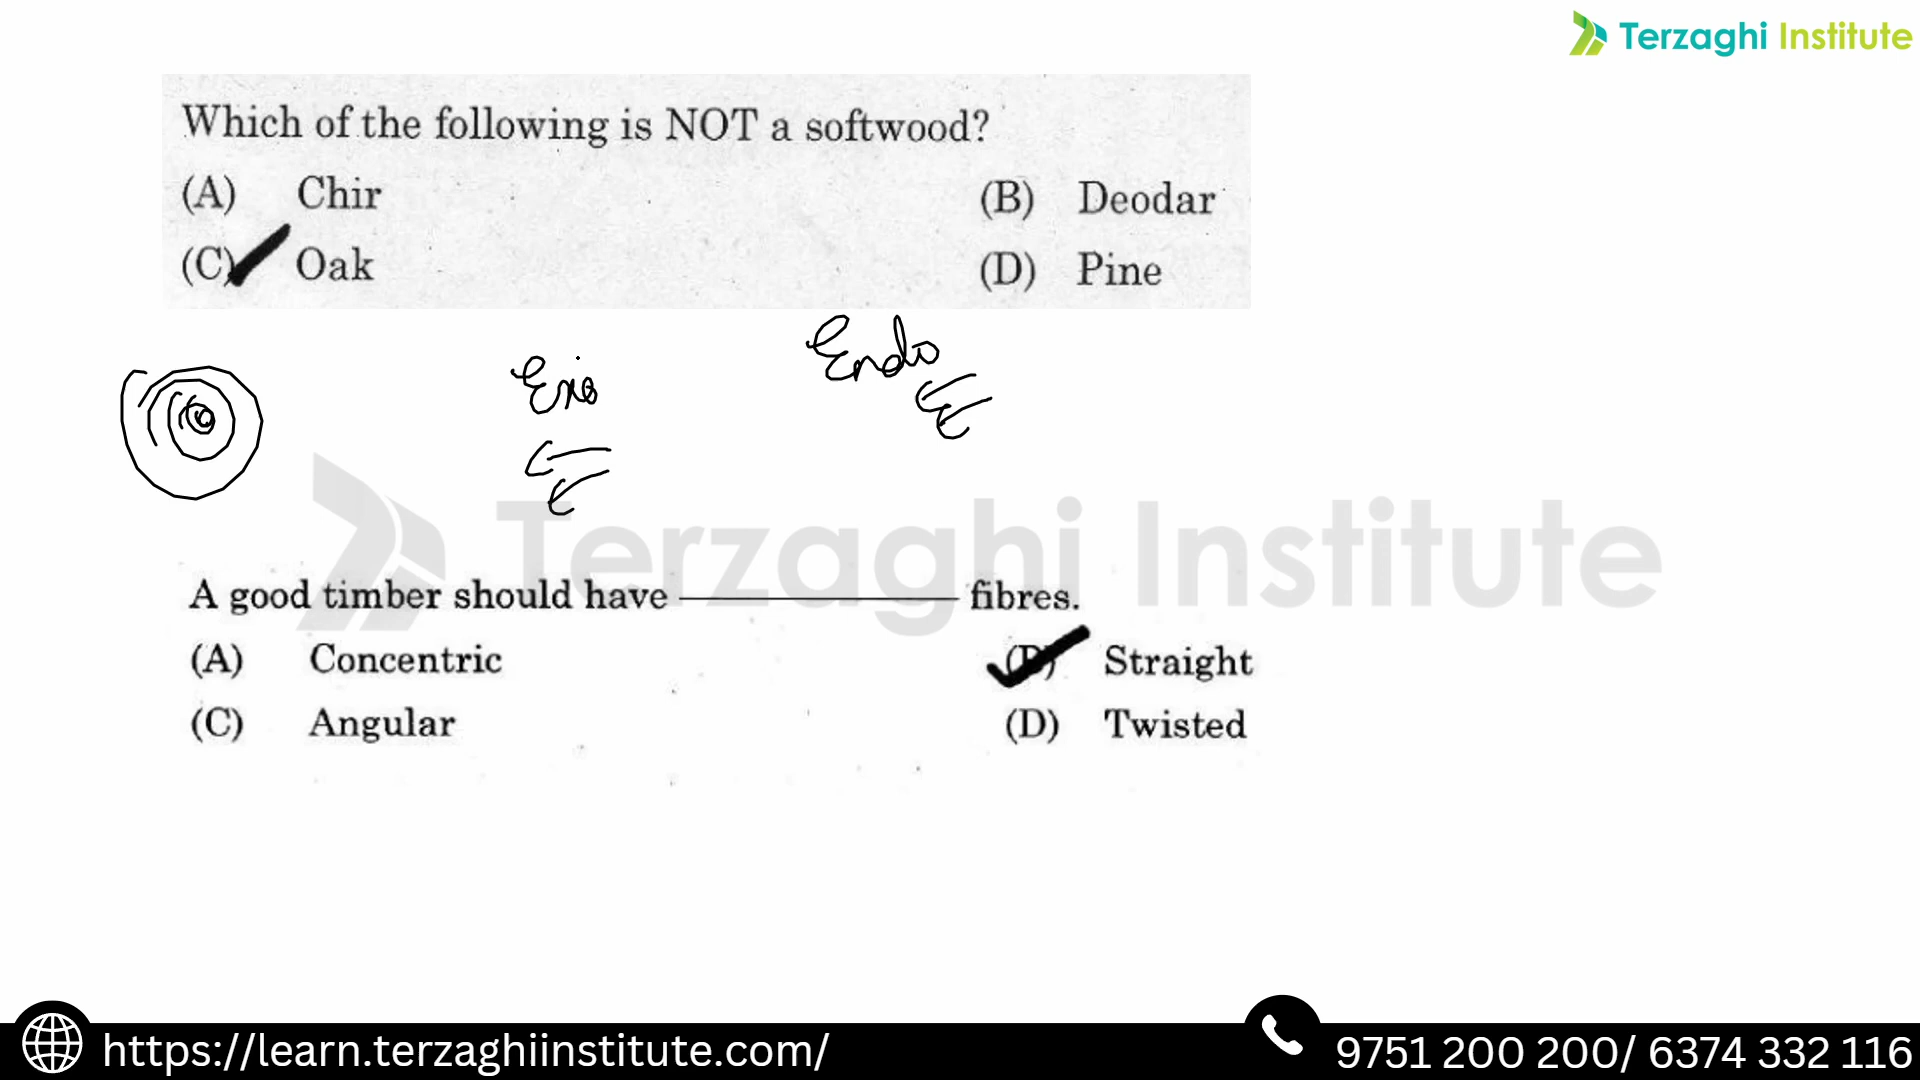 Terzaghi Institute
Which of the following is NOT a softwood?
(A) Chir (B) Deodar
(C) Oak (D) Pine
Exo Endo
Terzaghi Institute
A good timber should have ____________ fibres.
(A) Concentric (B) Straight
(C) Angular (D) Twisted
https://learn.terzaghiinstitute.com/ 9751 200 200/ 6374 332 116